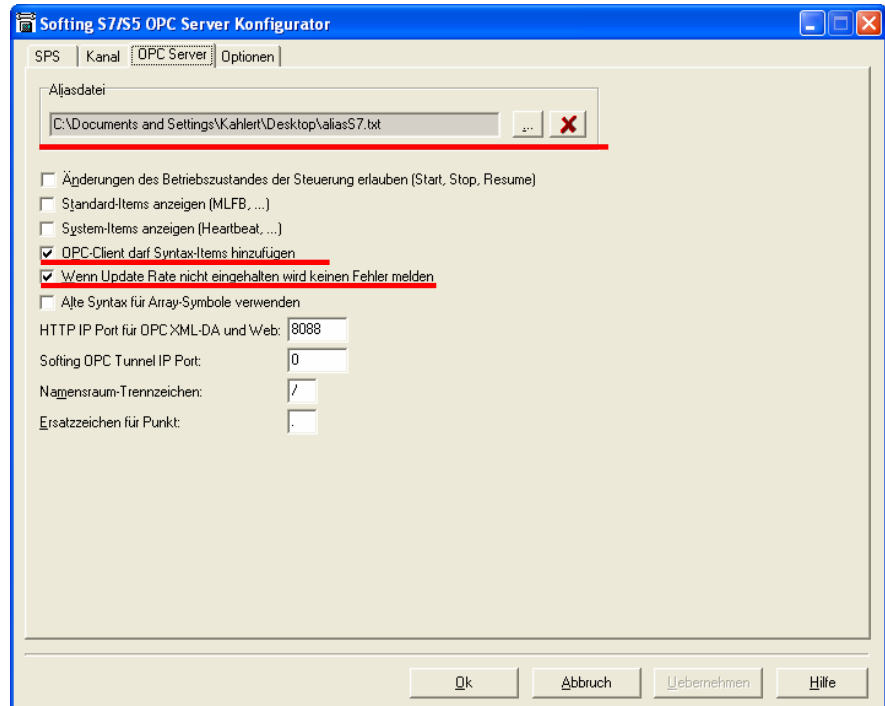 Softing S7/S5 OPC Server Konfigurator
SPS Kanal OPC Server Optionen
Aliasdatei
C:\Documents and Settings\Kahlert\Desktop\aliasS7.txt ...
Änderungen des Betriebszustandes der Steuerung erlauben (Start, Stop, Resume)
Standard-Items anzeigen (MLFB, ...)
System-Items anzeigen (Heartbeat, ...)
OPC-Client darf Syntax-Items hinzufügen
Wenn Update Rate nicht eingehalten wird keinen Fehler melden
Alte Syntax für Array-Symbole verwenden
HTTP IP Port für OPC XML-DA und Web: 8088
Softing OPC Tunnel IP Port: 0
Namensraum-Trennzeichen: /
Ersatzzeichen für Punkt: .
Ok Abbruch Uebernehmen Hilfe